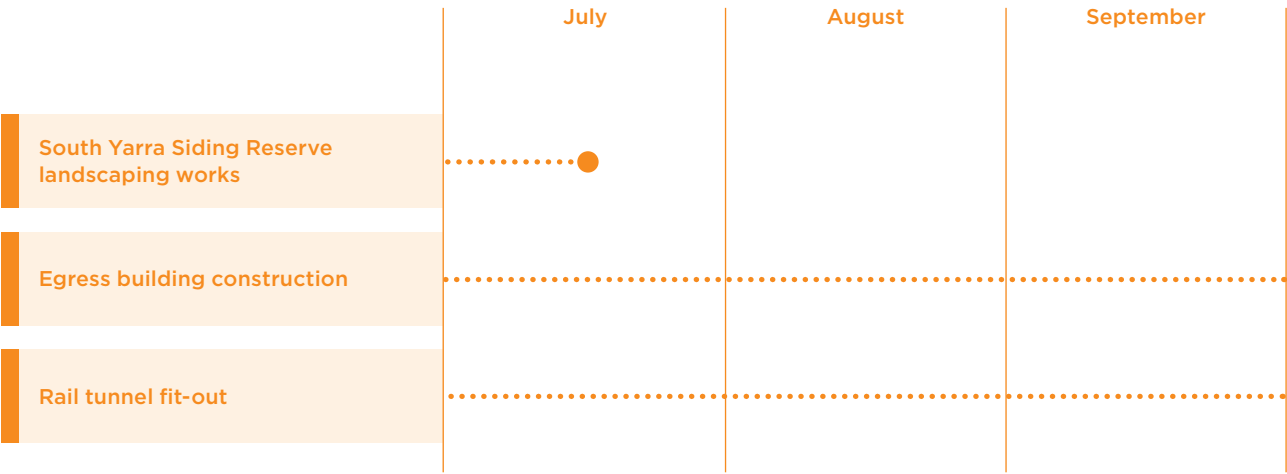 July
August
September
South Yarra Siding Reserve
landscaping works
Egress building construction
Rail tunnel fit-out